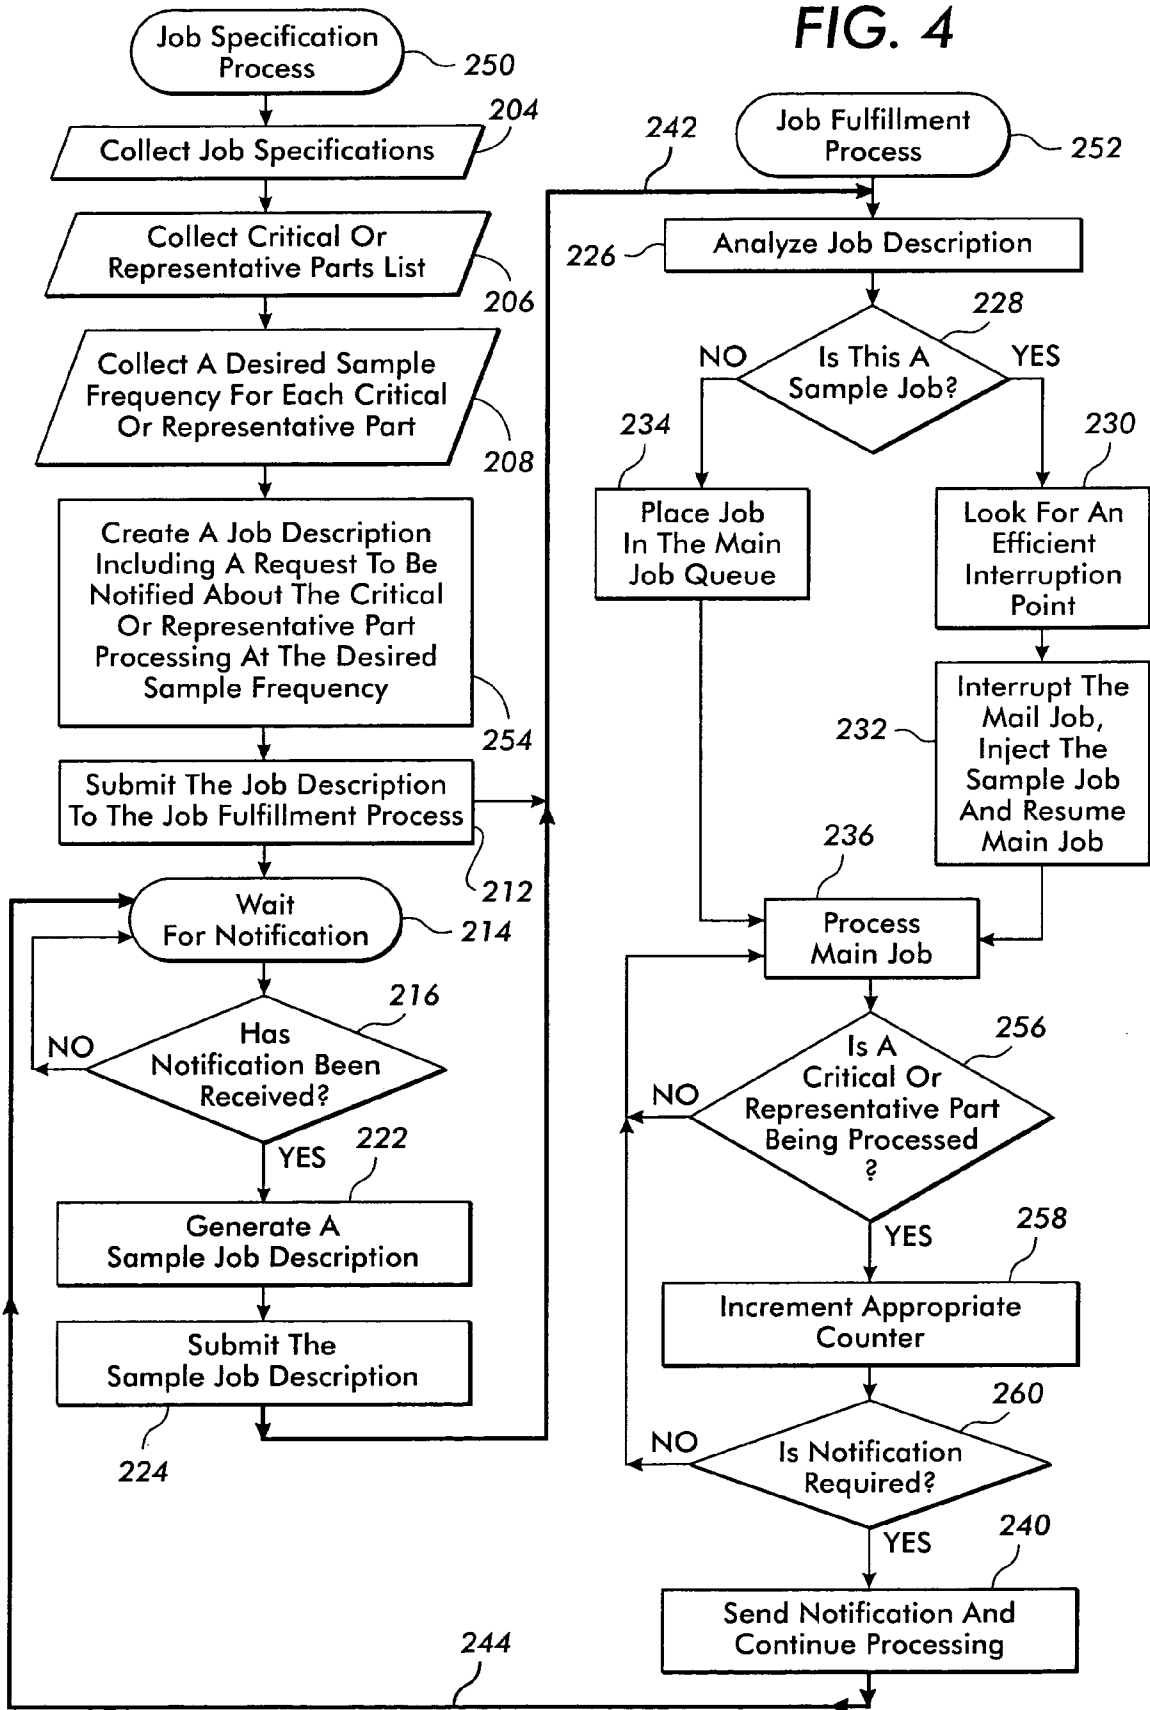 FIG. 4
Job Specification
Process
250
204
Collect Job Specifications
Collect Critical Or
Representative Parts List
206
Collect A Desired Sample
Frequency For Each Critical
Or Representative Part
208
Create A Job Description
Including A Request To Be
Notified About The Critical
Or Representative Part
Processing At The Desired
Sample Frequency
254
Submit The Job Description
To The Job Fulfillment Process
212
Wait
For Notification
214
216
Has
Notification Been
Received?
NO
YES
222
Generate A
Sample Job Description
Submit The
Sample Job Description
224
242
Job Fulfillment
Process
252
Analyze Job Description
226
228
Is This A
Sample Job?
NO
YES
234
Place Job
In The Main
Job Queue
230
Look For An
Efficient
Interruption
Point
232
Interrupt The
Mail Job,
Inject The
Sample Job
And Resume
Main Job
236
Process
Main Job
256
Is A
Critical Or
Representative Part
Being Processed
?
NO
YES
258
Increment Appropriate
Counter
260
Is Notification
Required?
NO
YES
240
Send Notification And
Continue Processing
244